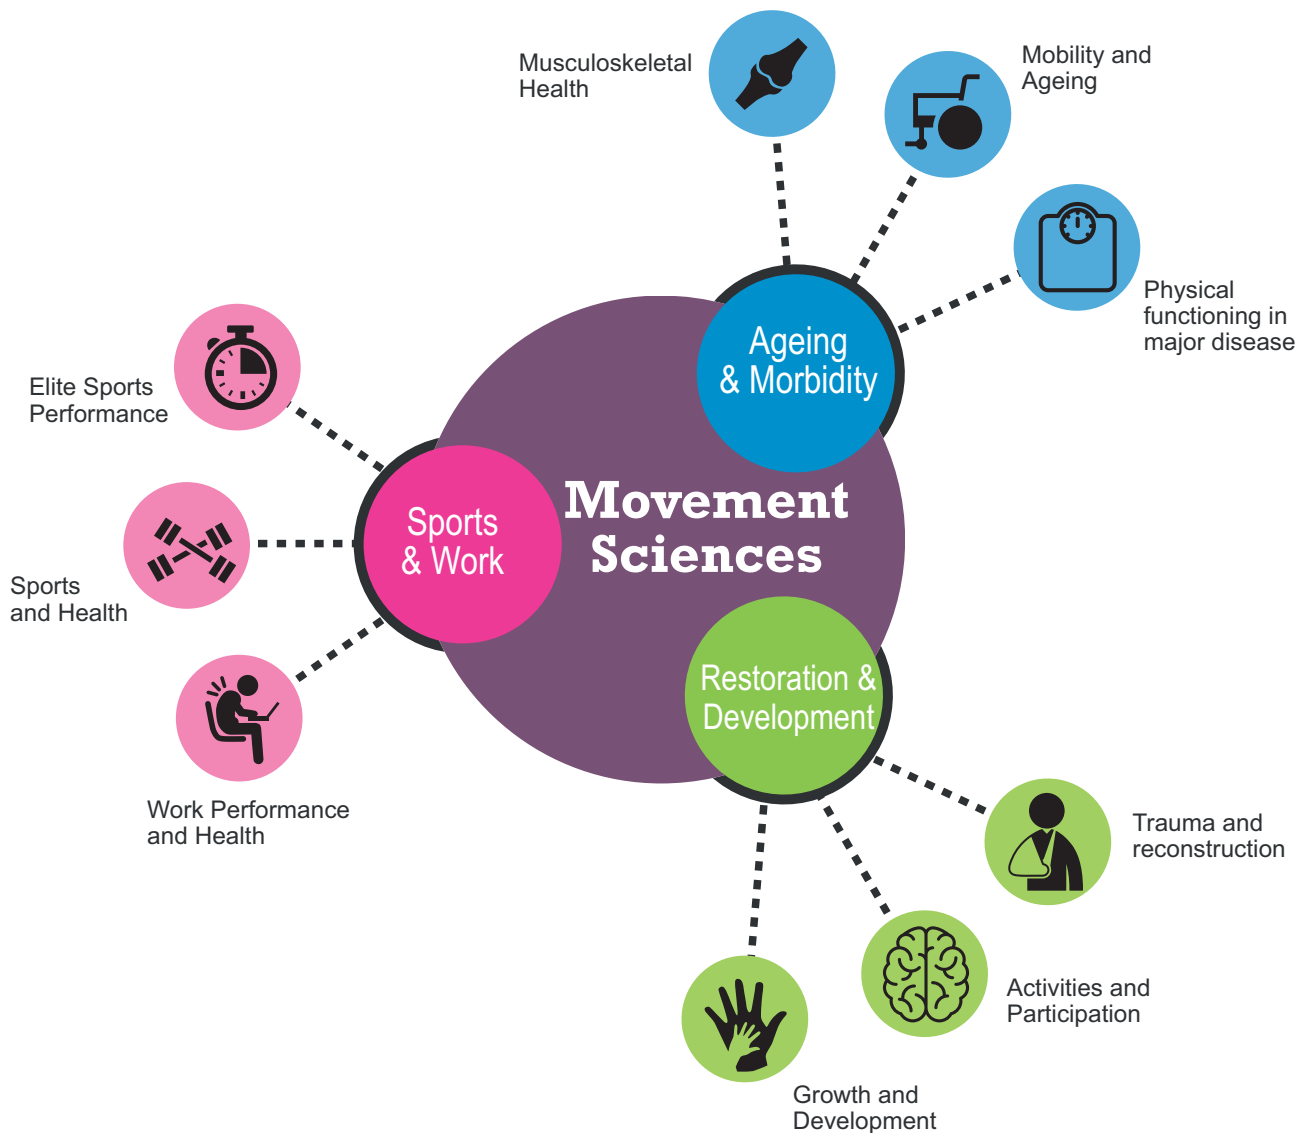 Musculoskeletal
Health
Mobility and
Ageing
Physical
functioning in
major disease
Ageing
& Morbidity
Elite Sports
Performance
Sports
& Work
Movement
Sciences
Sports
and Health
Work Performance
and Health
Restoration &
Development
Trauma and
reconstruction
Activities and
Participation
Growth and
Development